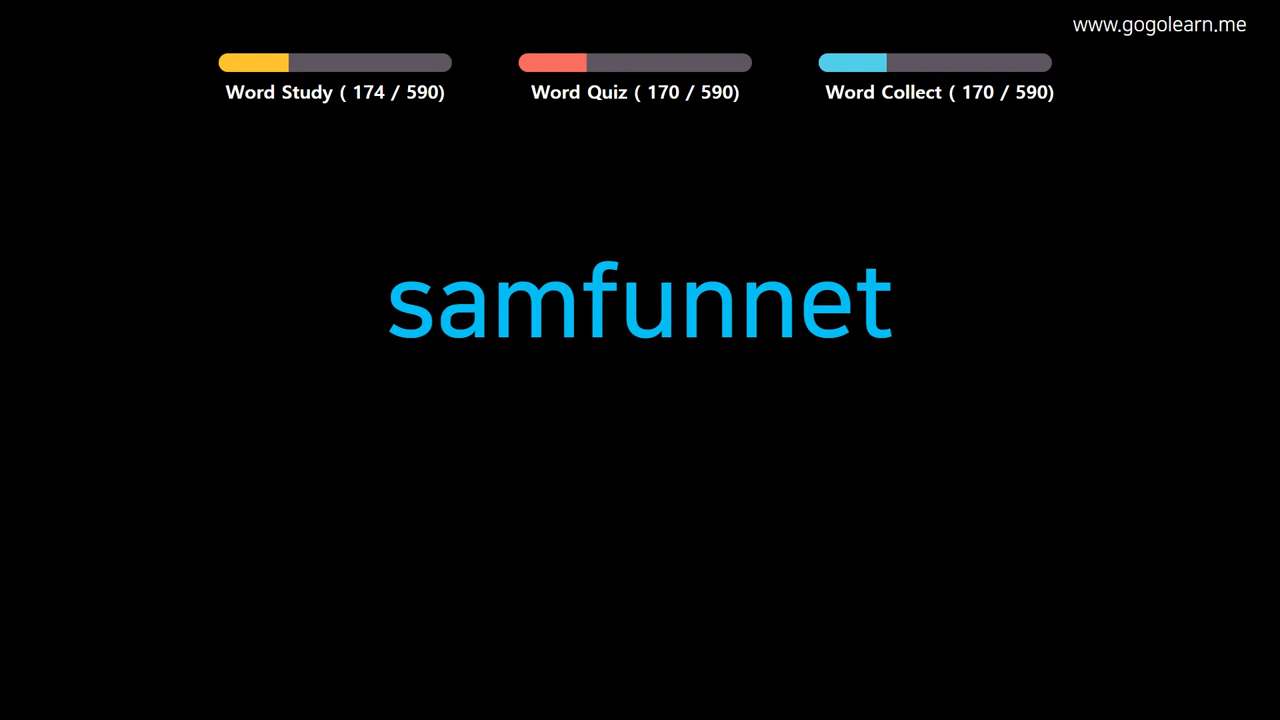 www.gogolearn.me
Word Study ( 174 / 590)
Word Quiz ( 170 / 590)
Word Collect ( 170 / 590)
samfunnet